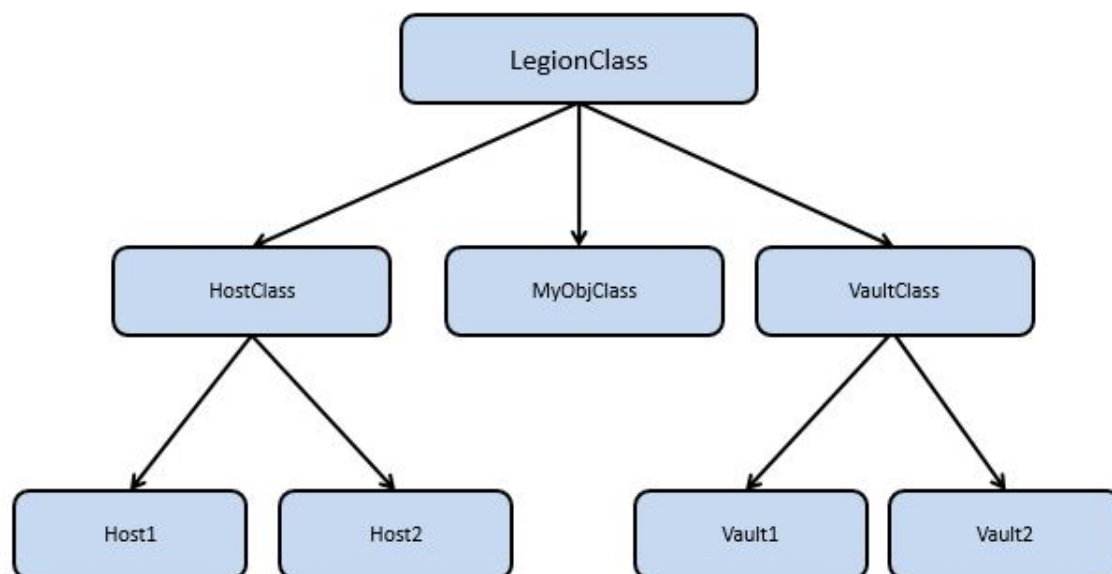 LegionClass
HostClass
MyObjClass
VaultClass
Host1
Host2
Vault1
Vault2